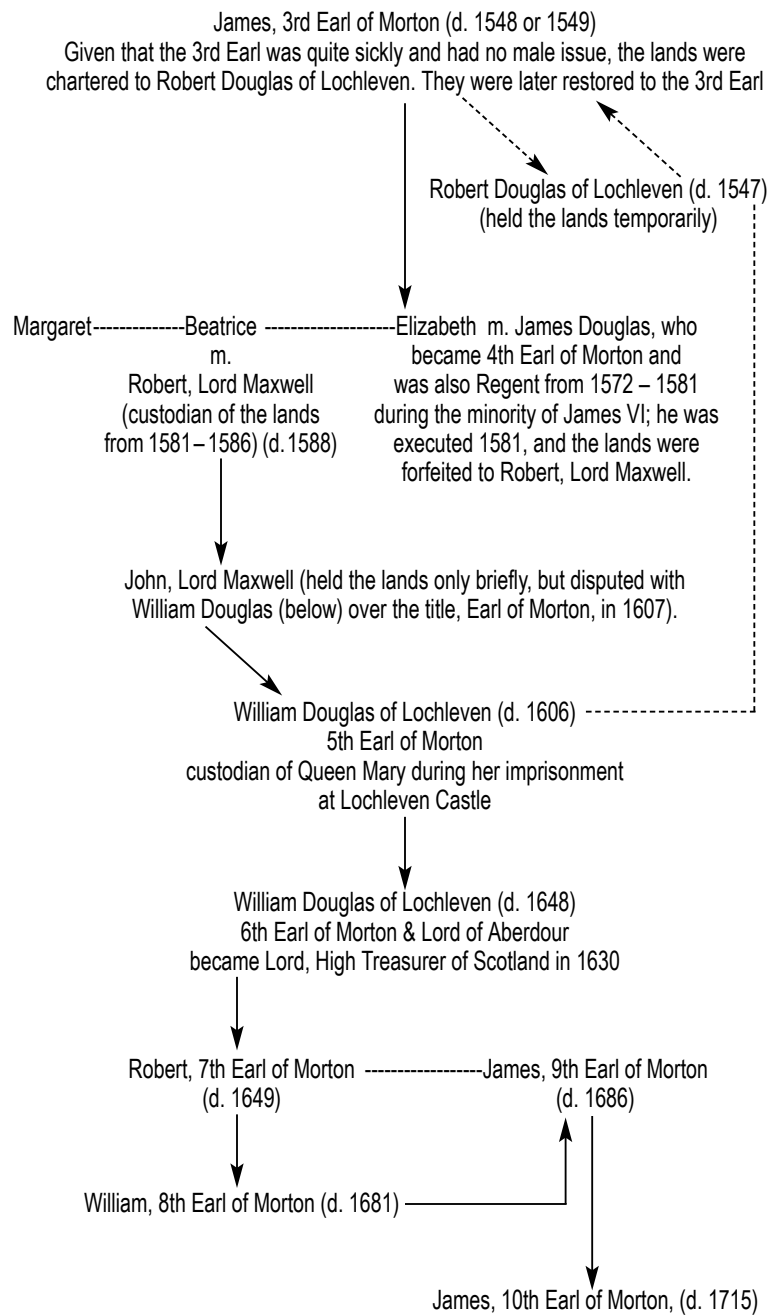 James, 3rd Earl of Morton (d. 1548 or 1549)
Given that the 3rd Earl was quite sickly and had no male issue, the lands were
chartered to Robert Douglas of Lochleven. They were later restored to the 3rd Earl
Robert Douglas of Lochleven (d. 1547)
(held the lands temporarily)
Margaret--------------Beatrice --------------------Elizabeth m. James Douglas, who
became 4th Earl of Morton and
was also Regent from 1572 – 1581
during the minority of James VI; he was
executed 1581, and the lands were
forfeited to Robert, Lord Maxwell.
m.
Robert, Lord Maxwell
(custodian of the lands
from 1581 – 1586) (d. 1588)
John, Lord Maxwell (held the lands only briefly, but disputed with
William Douglas (below) over the title, Earl of Morton, in 1607).
William Douglas of Lochleven (d. 1606)
5th Earl of Morton
custodian of Queen Mary during her imprisonment
at Lochleven Castle
William Douglas of Lochleven (d. 1648)
6th Earl of Morton & Lord of Aberdour
became Lord, High Treasurer of Scotland in 1630
Robert, 7th Earl of Morton ------------------James, 9th Earl of Morton
(d. 1649)
(d. 1686)
William, 8th Earl of Morton (d. 1681)
James, 10th Earl of Morton, (d. 1715)